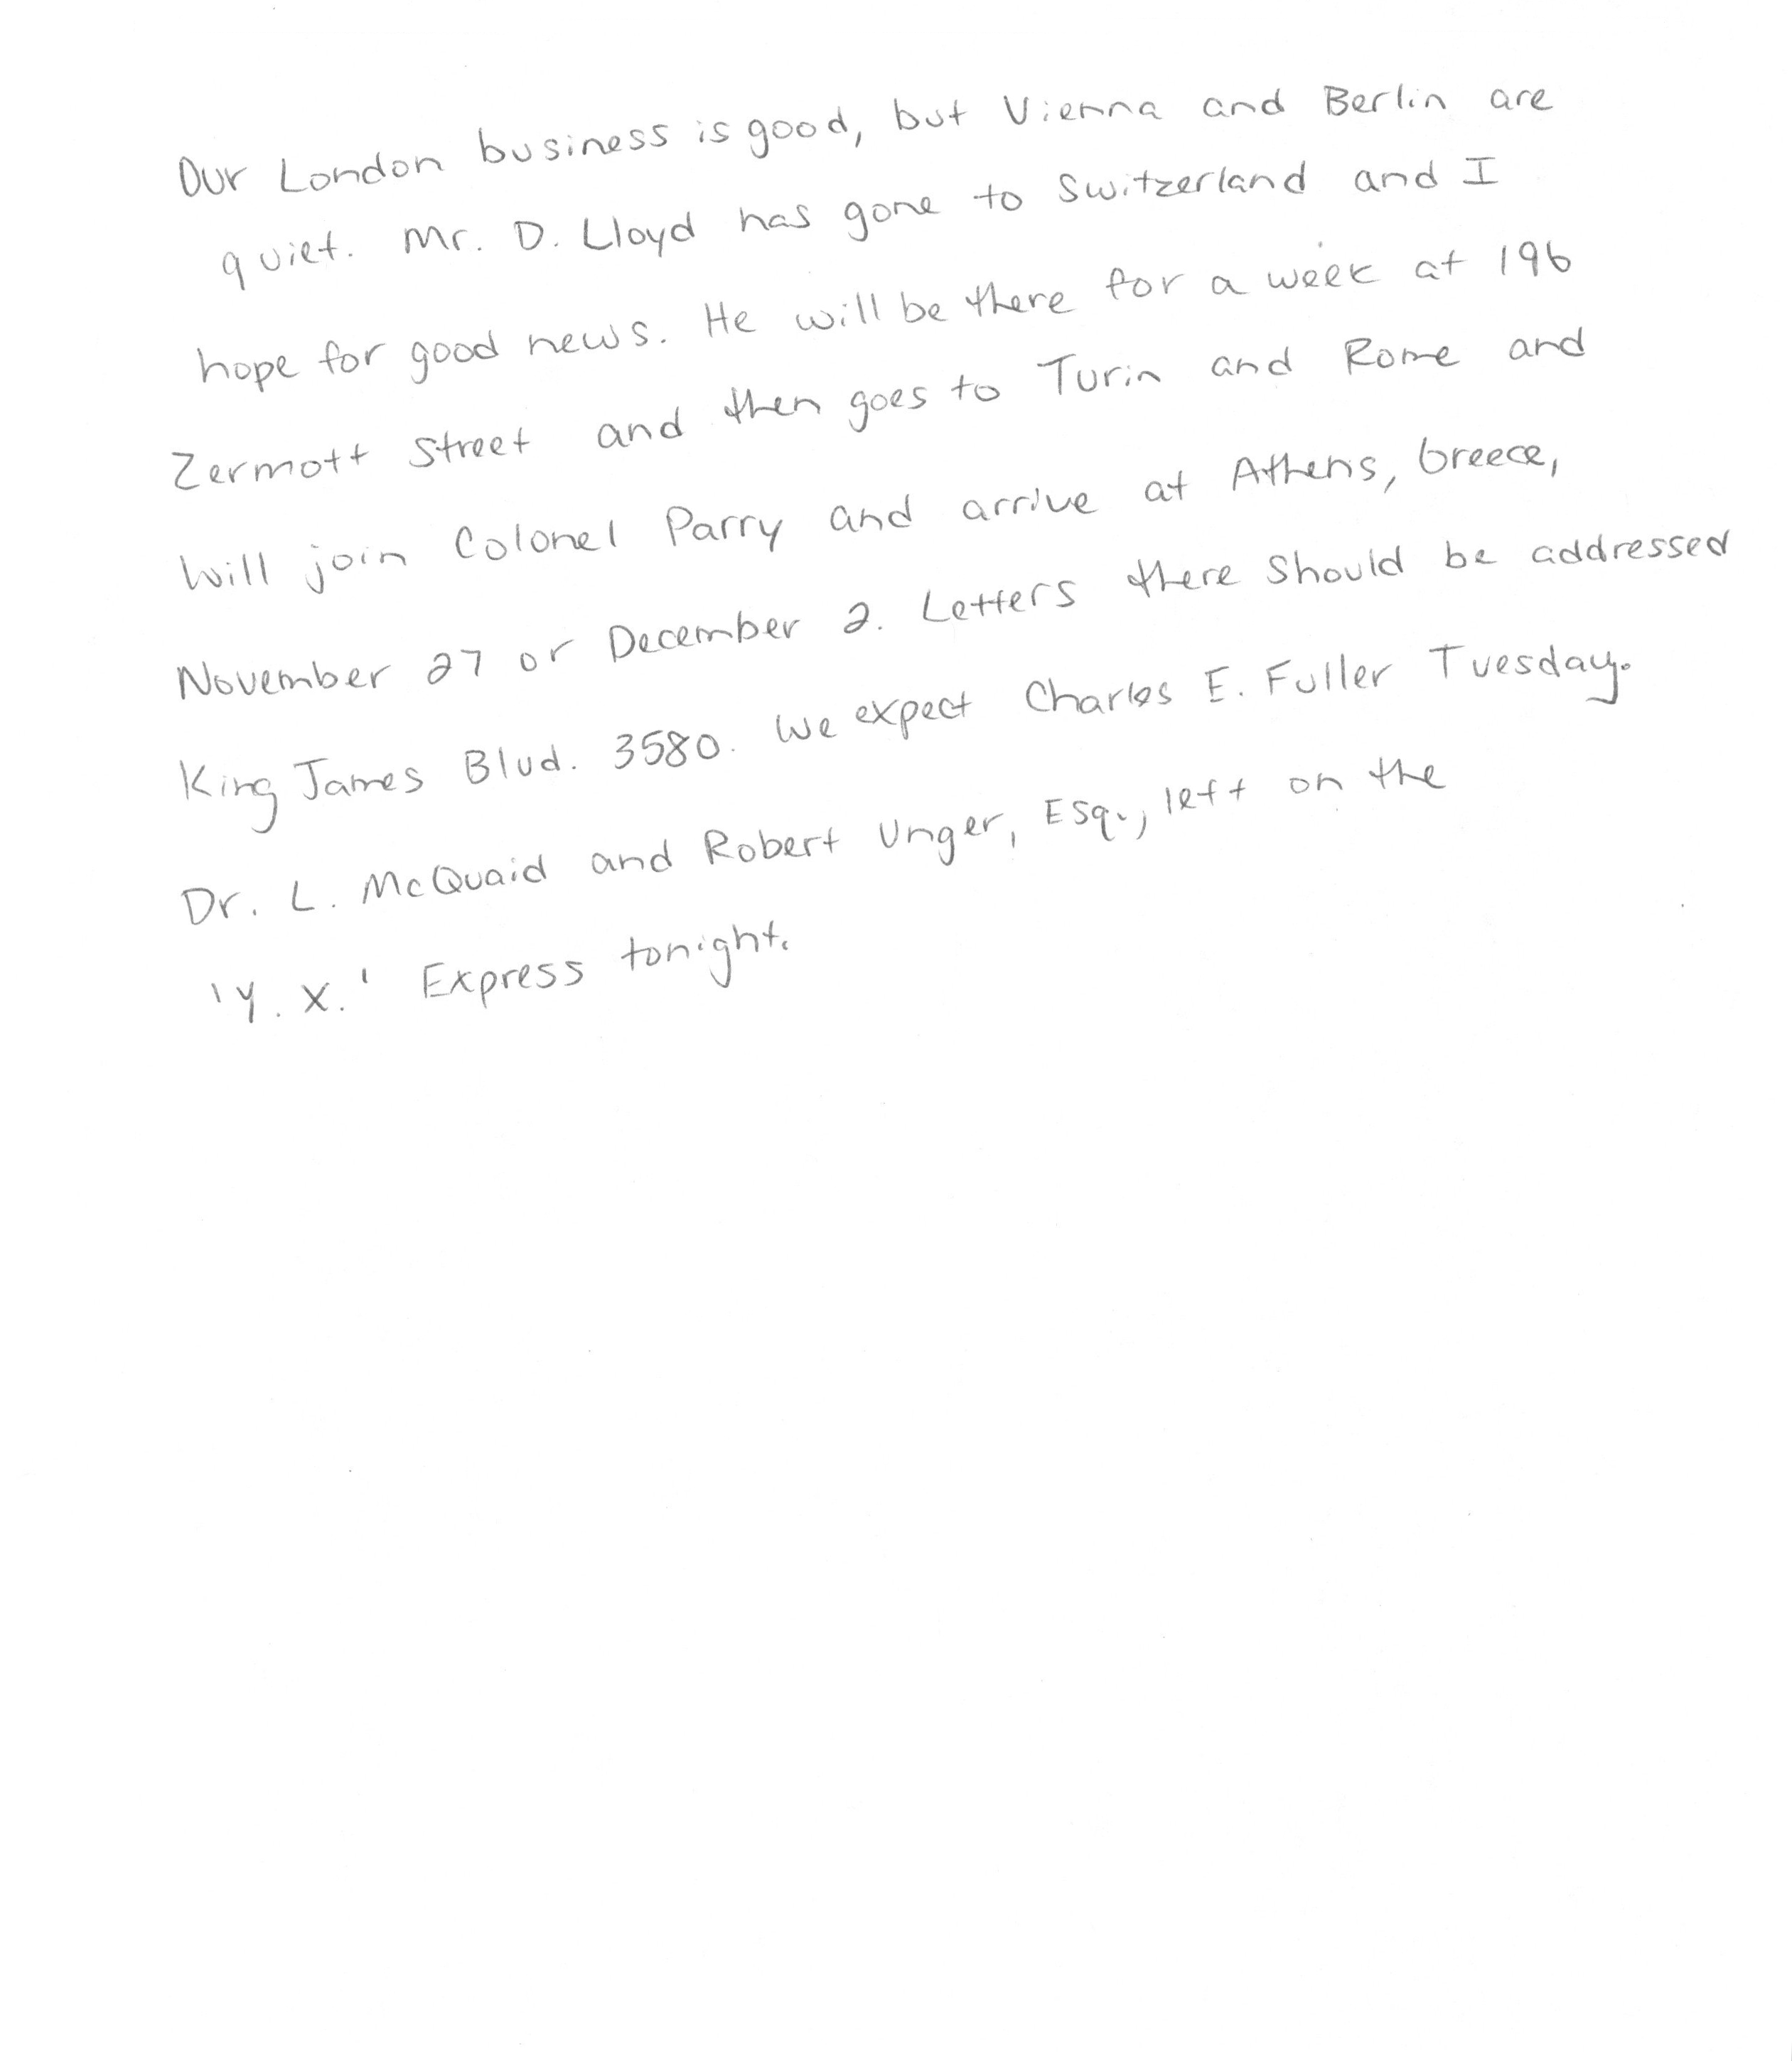 Our London business is good, but Vienna and Berlin are
quiet. Mr. D. Lloyd has gone to Switzerland and I
hope for good news. He will be there for a week at 196
Zermott Street and then goes to Turin and Rome and
will join Colonel Parry and arrive at Athens, Greece,
November 27 or December 2. Letters there should be addressed
King James Blvd. 3580. We expect Charles E. Fuller Tuesday.
Dr. L. McQuaid and Robert Unger, Esq., left on the
'Y. X.' Express tonight.